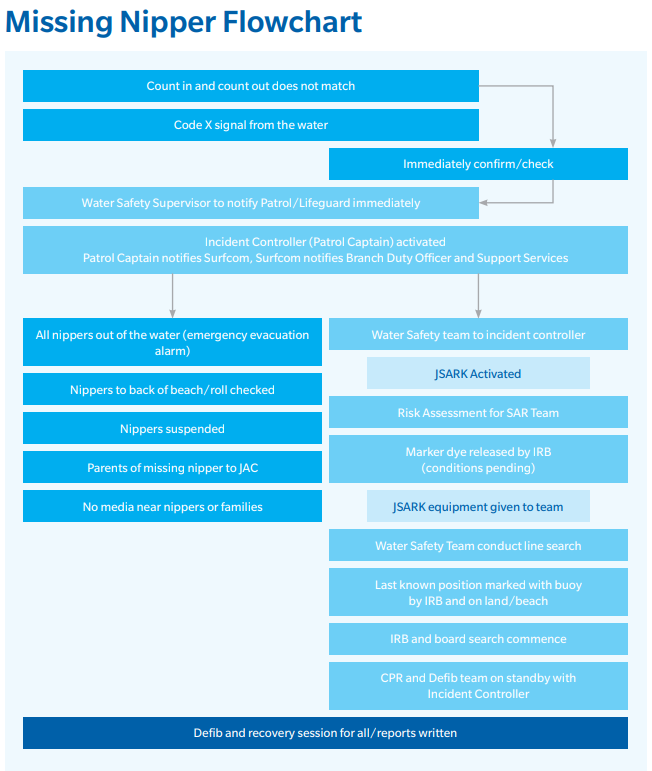 Missing Nipper Flowchart
Count in and count out does not match
Code X signal from the water
Immediately confirm/check
Water Safety Supervisor to notify Patrol/Lifeguard immediately
Incident Controller (Patrol Captain) activated
Patrol Captain notifies Surfcom, Surfcom notifies Branch Duty Officer and Support Services
All nippers out of the water (emergency evacuation
alarm)
Nippers to back of beach/roll checked
Nippers suspended
Parents of missing nipper to JAC
No media near nippers or families
Water Safety team to incident controller
JSARK Activated
Risk Assessment for SAR Team
Marker dye released by IRB
(conditions pending)
JSARK equipment given to team
Water Safety Team conduct line search
Last known position marked with buoy
by IRB and on land/beach
IRB and board search commence
CPR and Defib team on standby with
Incident Controller
Defib and recovery session for all/reports written